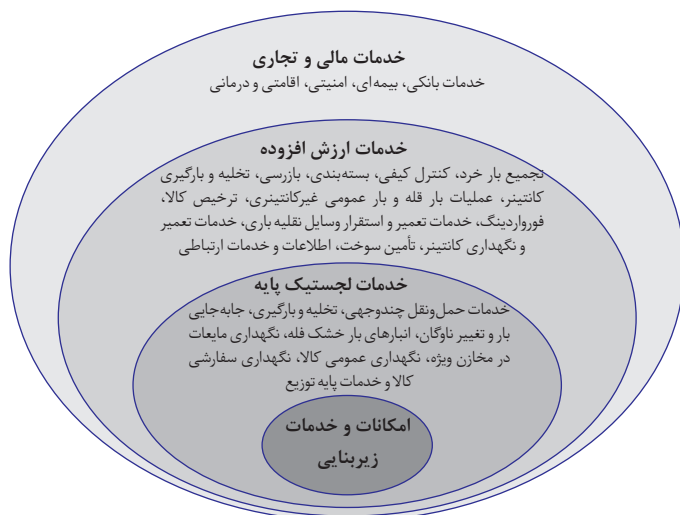 خدمات مالی و تجاری
خدمات بانکی، بیمه‌ای، امنیتی، اقامتی و درمانی
خدمات ارزش افزوده
تجمیع بار خرد، کنترل کیفی، بسته‌بندی، بازرسی، تخلیه و بارگیری
کانتینر، عملیات بار قله و بار عمومی غیرکانتینری، ترخیص کالا،
فورواردینگ، خدمات تعمیر و استقرار وسایل نقلیه باری، خدمات تعمیر
و نگهداری کانتینر، تأمین سوخت، اطلاعات و خدمات ارتباطی
خدمات لجستیک پایه
خدمات حمل‌ونقل چندوجهی، تخلیه و بارگیری، جابه‌جایی
بار و تغییر ناوگان، انبارهای بار خشک فله، نگهداری مایعات
در مخازن ویژه، نگهداری عمومی کالا، نگهداری سفارشی
کالا و خدمات پایه توزیع
امکانات و خدمات
زیربنایی